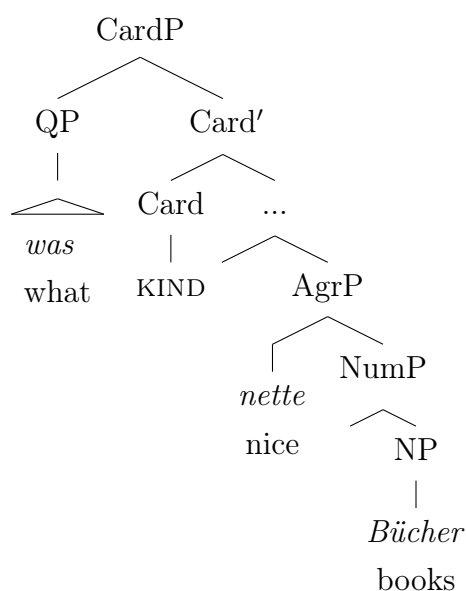 CardP
QP Card′
Card ...
was
what KIND AgrP
nette NumP
nice NP
Bücher
books